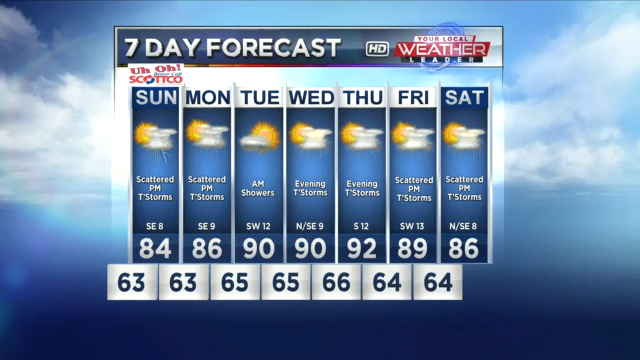 7 DAY FORECAST
HD
YOUR LOCAL
WEATHER
LEADER
Uh Oh!
Better Call
SCOTTCO
SUN MON TUE WED THU FRI SAT
Scattered PM T'Storms
Scattered PM T'Storms
AM Showers
Evening T'Storms
Evening T'Storms
Scattered PM T'Storms
Scattered PM T'Storms
SE 8 SE 9 SW 12 N/SE 9 S 12 SW 13 N/SE 8
84 86 90 90 92 89 86
63 63 65 65 66 64 64